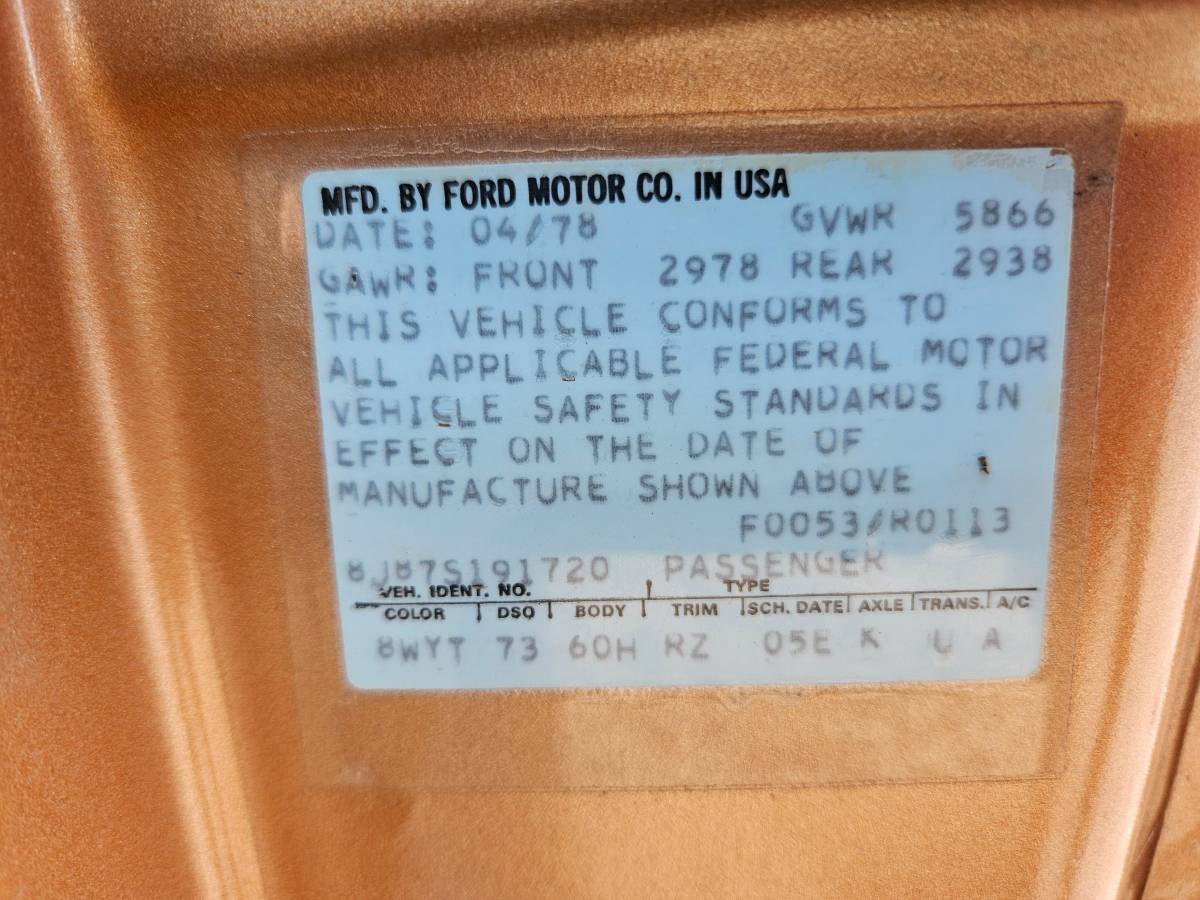 MFD. BY FORD MOTOR CO. IN USA
DATE: 04/78 GVWR 5866
GAWR: FRONT 2978 REAR 2938
THIS VEHICLE CONFORMS TO
ALL APPLICABLE FEDERAL MOTOR
VEHICLE SAFETY STANDARDS IN
EFFECT ON THE DATE OF
MANUFACTURE SHOWN ABOVE
F0053/R0113
8J87S191720 PASSENGER
VEH. IDENT. NO. TYPE
COLOR DSO BODY TRIM SCH. DATE AXLE TRANS. A/C
8WYT 73 60H RZ 05E K U A